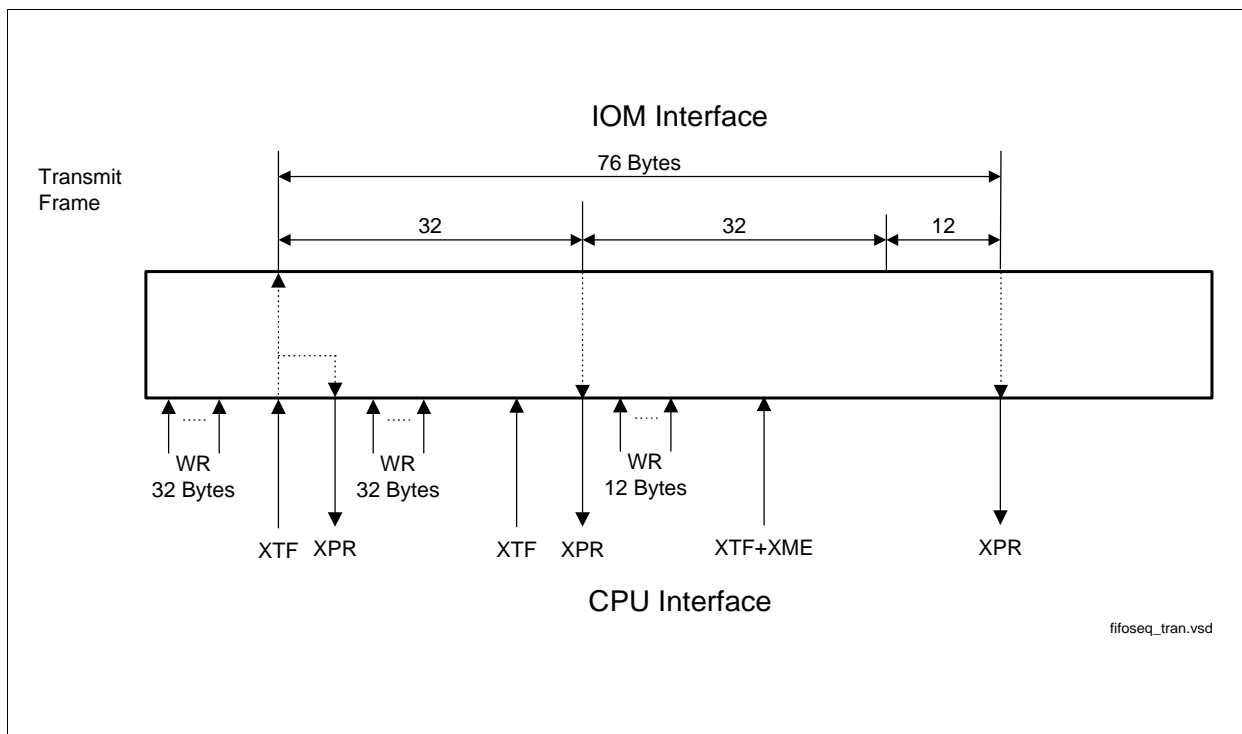 IOM Interface
76 Bytes
Transmit
Frame
32
32
12
..... ..... .....
WR
32 Bytes
WR
32 Bytes
WR
12 Bytes
XTF
XPR
XTF
XPR
XTF+XME
XPR
CPU Interface
fifoseq_tran.vsd